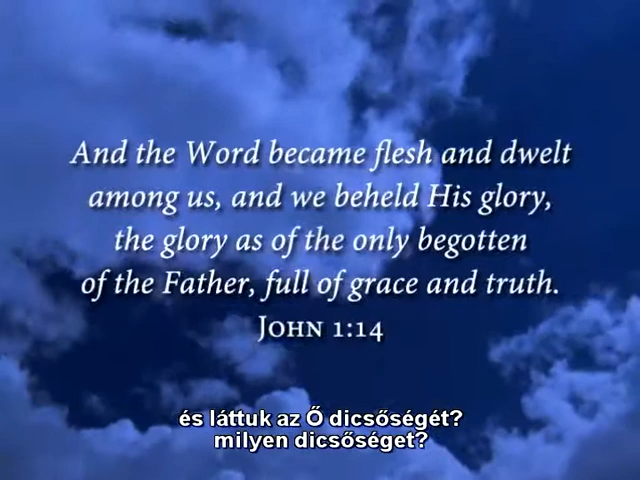 And the Word became flesh and dwelt
among us, and we beheld His glory,
the glory as of the only begotten
of the Father, full of grace and truth.
John 1:14
és láttuk az Ő dicsőségét?
milyen dicsőséget?